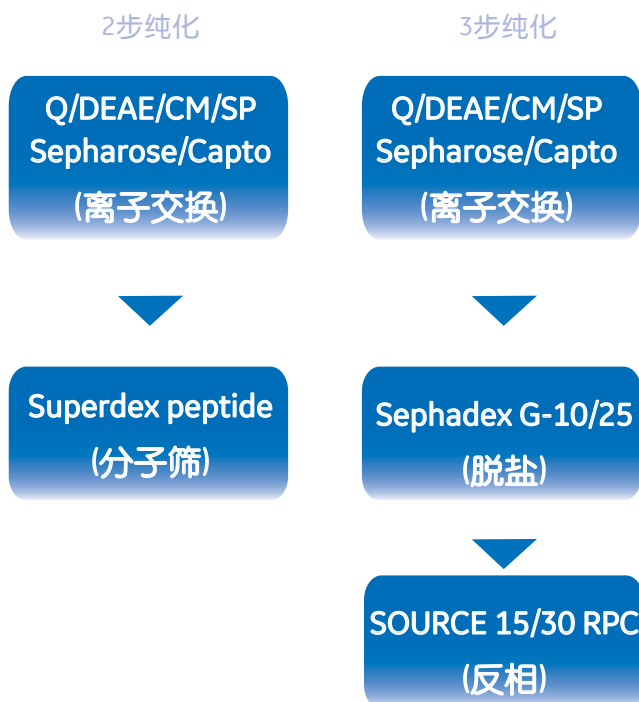 2步纯化
Q/DEAE/CM/SP
Sepharose/Capto
(离子交换)
Superdex peptide
(分子筛)
3步纯化
Q/DEAE/CM/SP
Sepharose/Capto
(离子交换)
Sephadex G-10/25
(脱盐)
SOURCE 15/30 RPC
(反相)